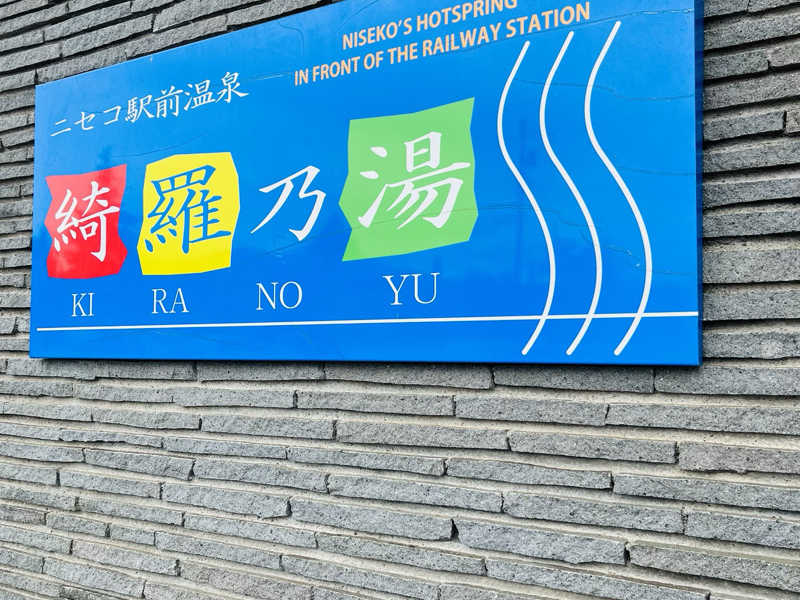 NISEKO'S HOTSPRING
IN FRONT OF THE RAILWAY STATION
ニセコ駅前温泉
綺羅乃湯
KI RA NO YU